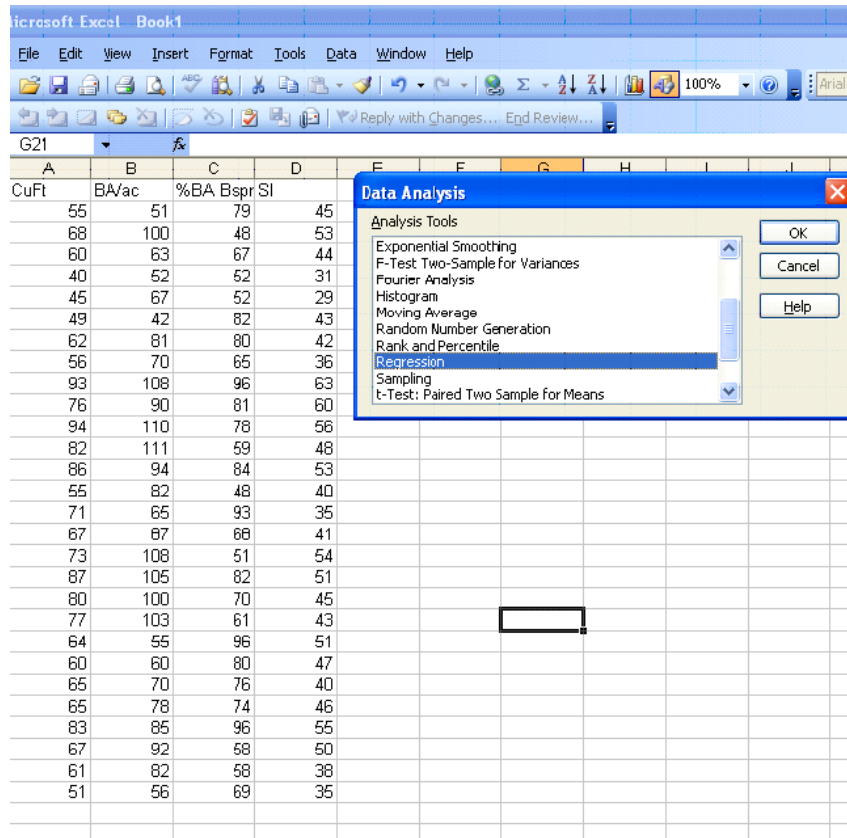 icrosoft Excel Book1
File Edit View Insert Format Tools Data Window Help
100% Arial
Reply with Changes... End Review...
G21 fx
A B C D E F G H I J
CuFt BA/ac %BA Bspr SI
55 51 79 45
68 100 48 53
60 63 67 44
40 52 52 31
45 67 52 29
49 42 82 43
62 81 80 42
56 70 65 36
93 108 96 63
76 90 81 60
94 110 78 56
82 111 59 48
86 94 84 53
55 82 48 40
71 65 93 35
67 87 68 41
73 108 51 54
87 105 82 51
80 100 70 45
77 103 61 43
64 55 96 51
60 60 80 47
65 70 76 40
65 78 74 46
83 85 96 55
67 92 58 50
61 82 58 38
51 56 69 35
Data Analysis
Analysis Tools
Exponential Smoothing
F-Test Two-Sample for Variances
Fourier Analysis
Histogram
Moving Average
Random Number Generation
Rank and Percentile
Regression
Sampling
t-Test: Paired Two Sample for Means
OK
Cancel
Help